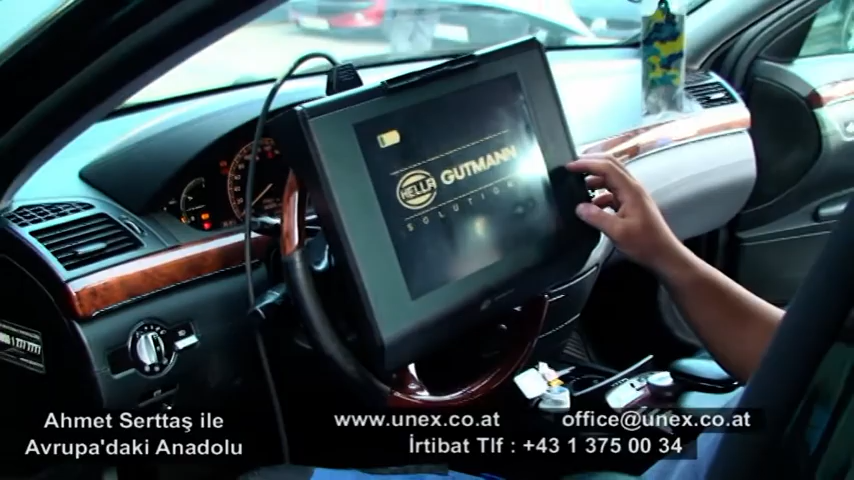 HELLA GUTMANN
SOLUTIONS
Ahmet Serttaş ile
Avrupa'daki Anadolu
www.unex.co.at
office@unex.co.at
İrtibat Tlf : +43 1 375 00 34